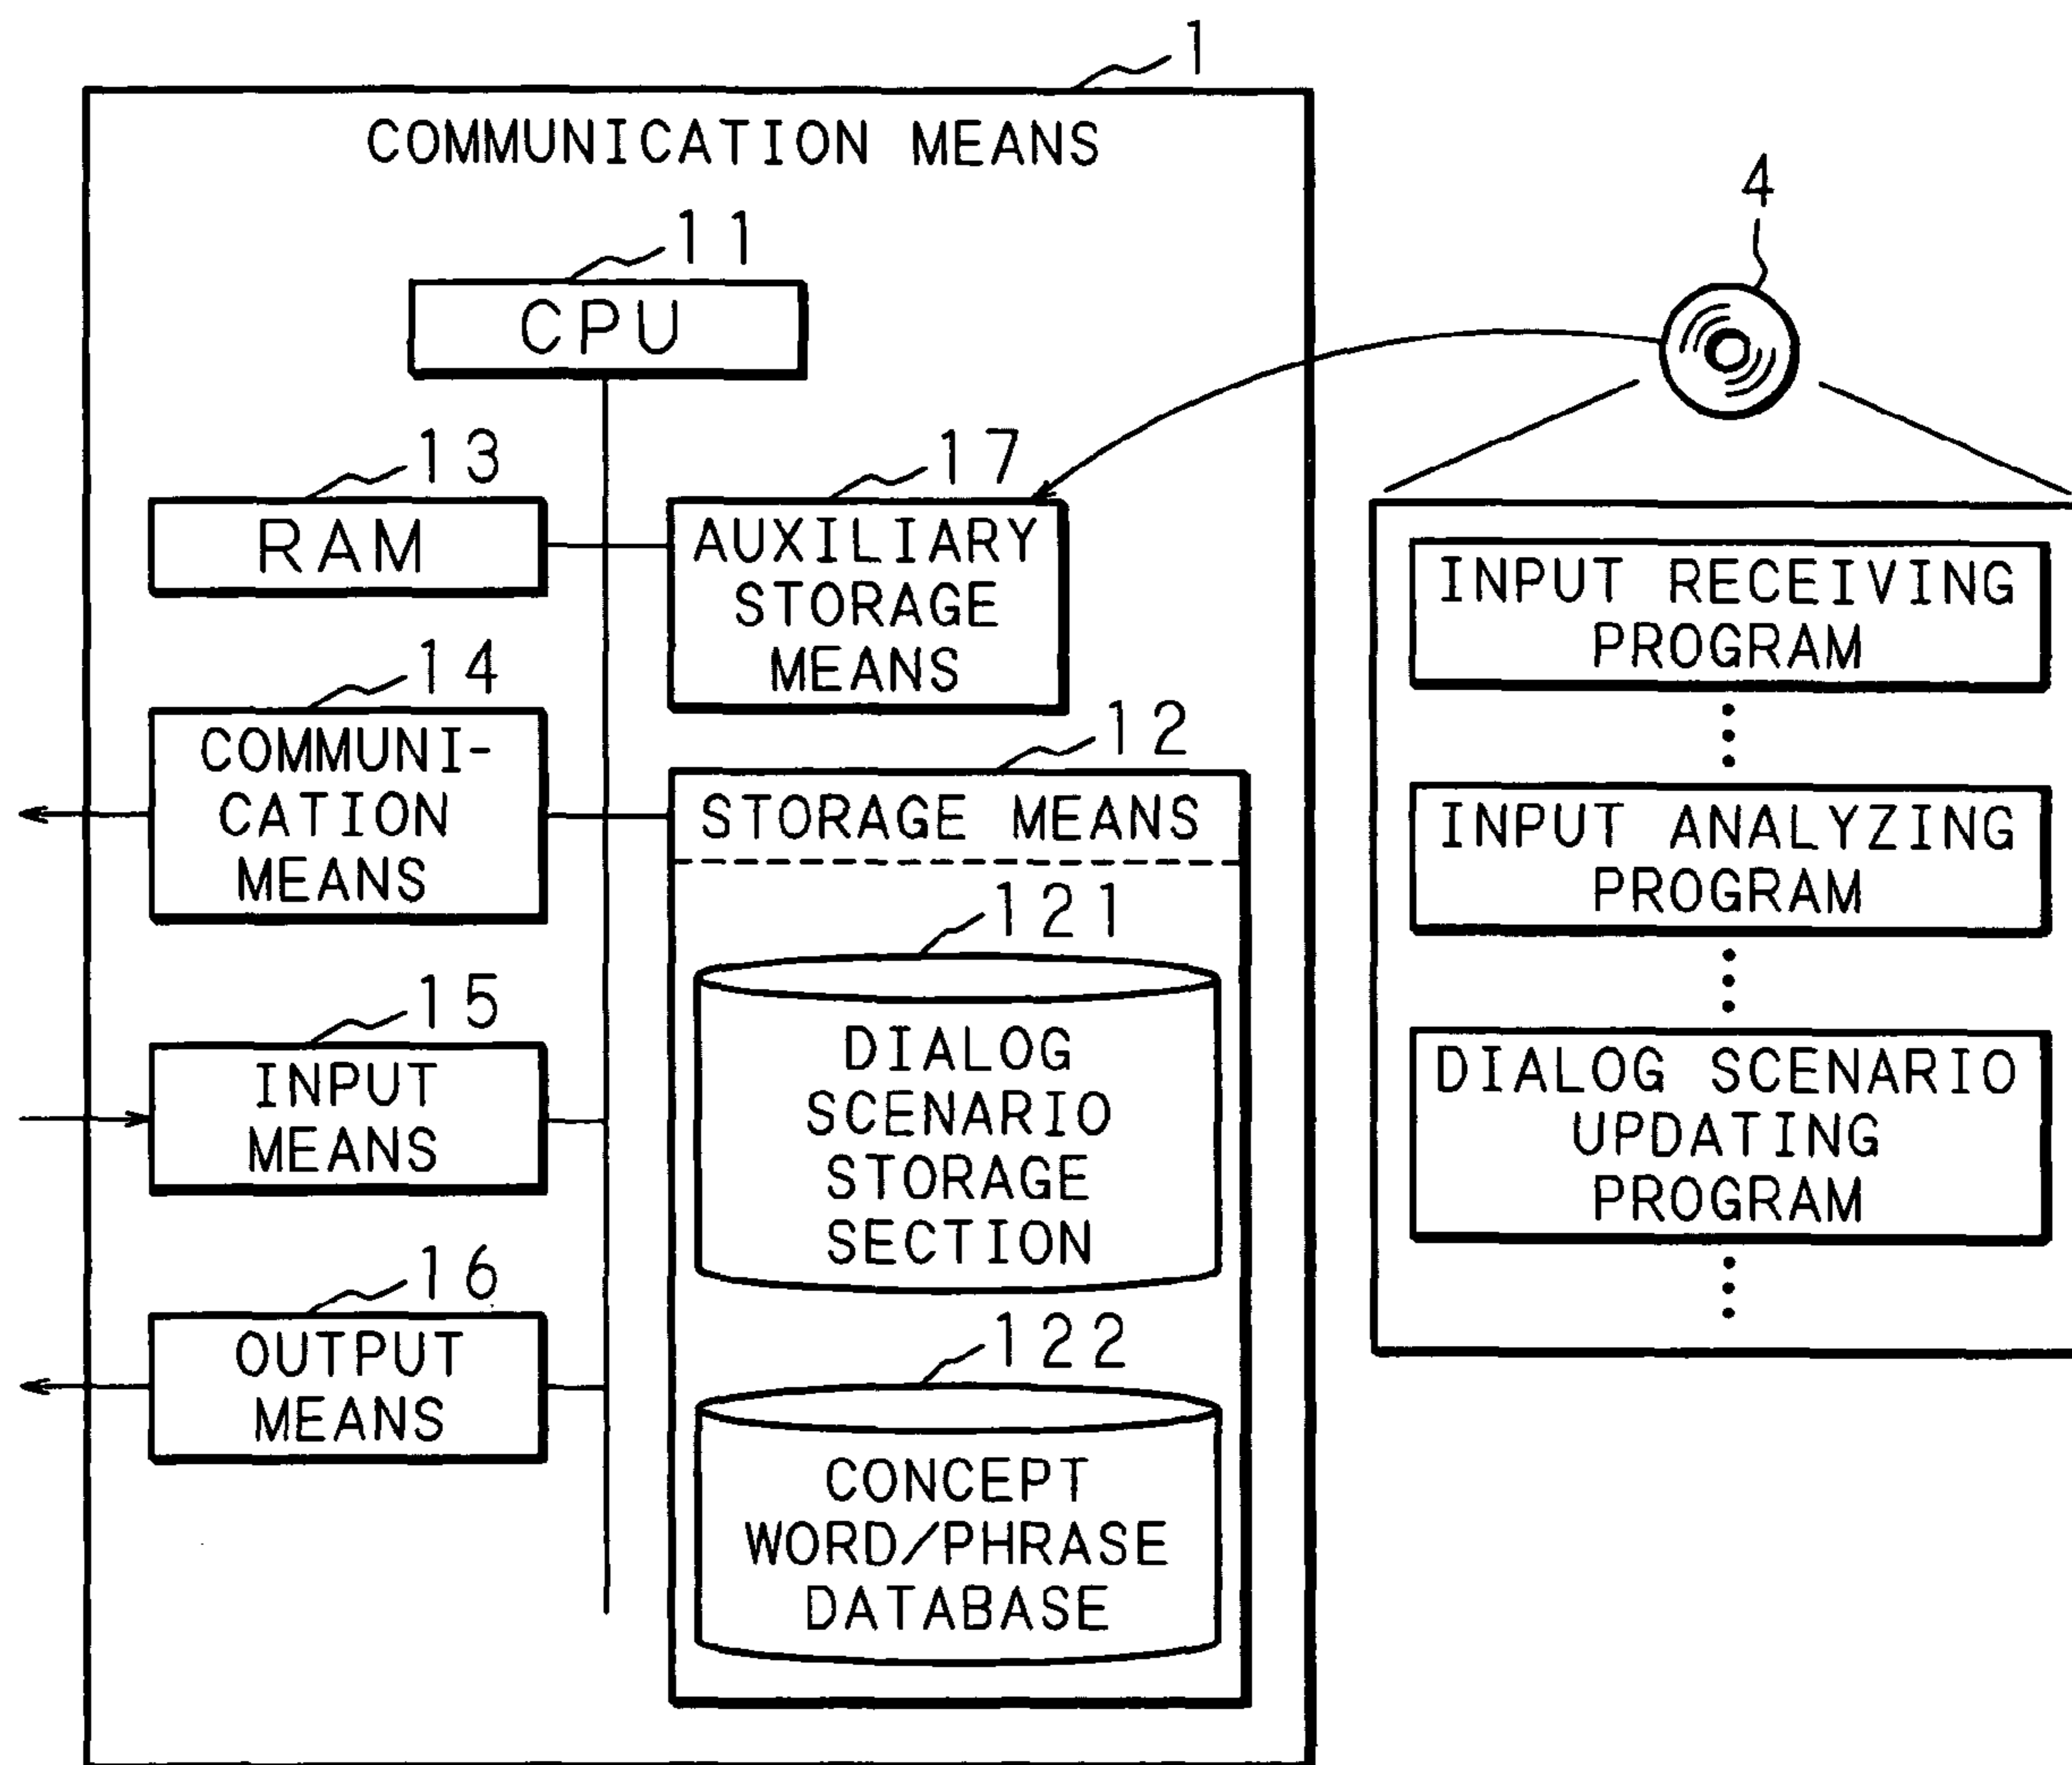 1
COMMUNICATION MEANS
11
CPU
13
RAM
17
AUXILIARY
STORAGE
MEANS
14
COMMUNI-
CATION
MEANS
12
STORAGE MEANS
121
DIALOG
SCENARIO
STORAGE
SECTION
15
INPUT
MEANS
16
OUTPUT
MEANS
122
CONCEPT
WORD/PHRASE
DATABASE
4
INPUT RECEIVING
PROGRAM
INPUT ANALYZING
PROGRAM
DIALOG SCENARIO
UPDATING
PROGRAM